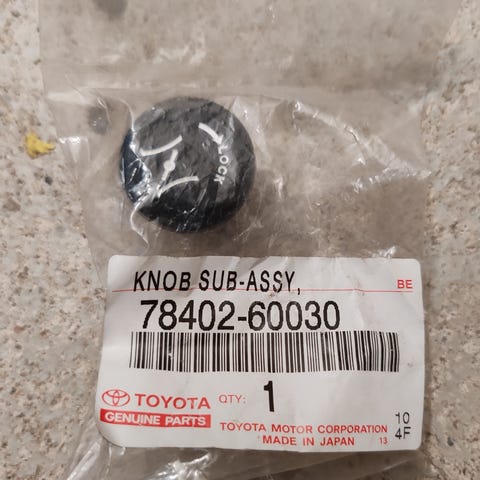 LOCK
KNOB SUB-ASSY,
BE
78402-60030
TOYOTA
GENUINE PARTS
QTY: 1
TOYOTA MOTOR CORPORATION
MADE IN JAPAN 13
10
4F